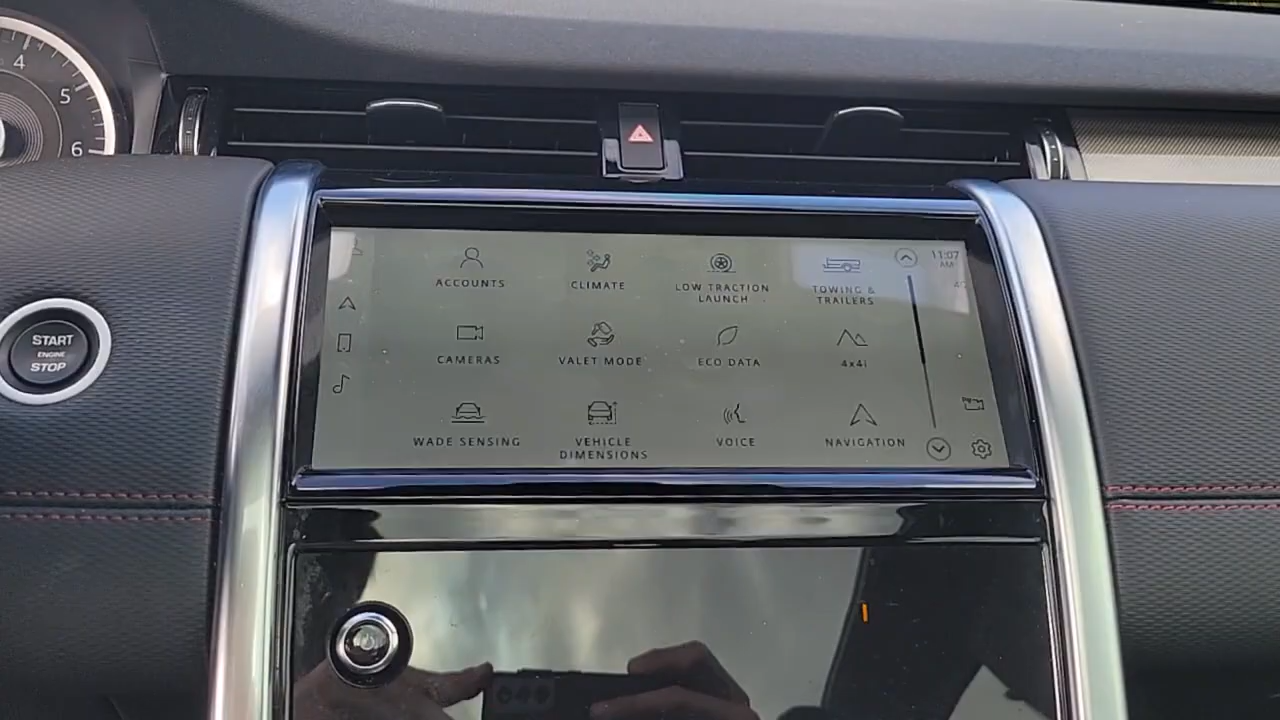 4
5
6
START
ENGINE
STOP
ACCOUNTS
CLIMATE
LOW TRACTION
LAUNCH
TOWING &
TRAILERS
11:07
AM
4G
CAMERAS
VALET MODE
ECO DATA
4x4i
WADE SENSING
VEHICLE
DIMENSIONS
VOICE
NAVIGATION